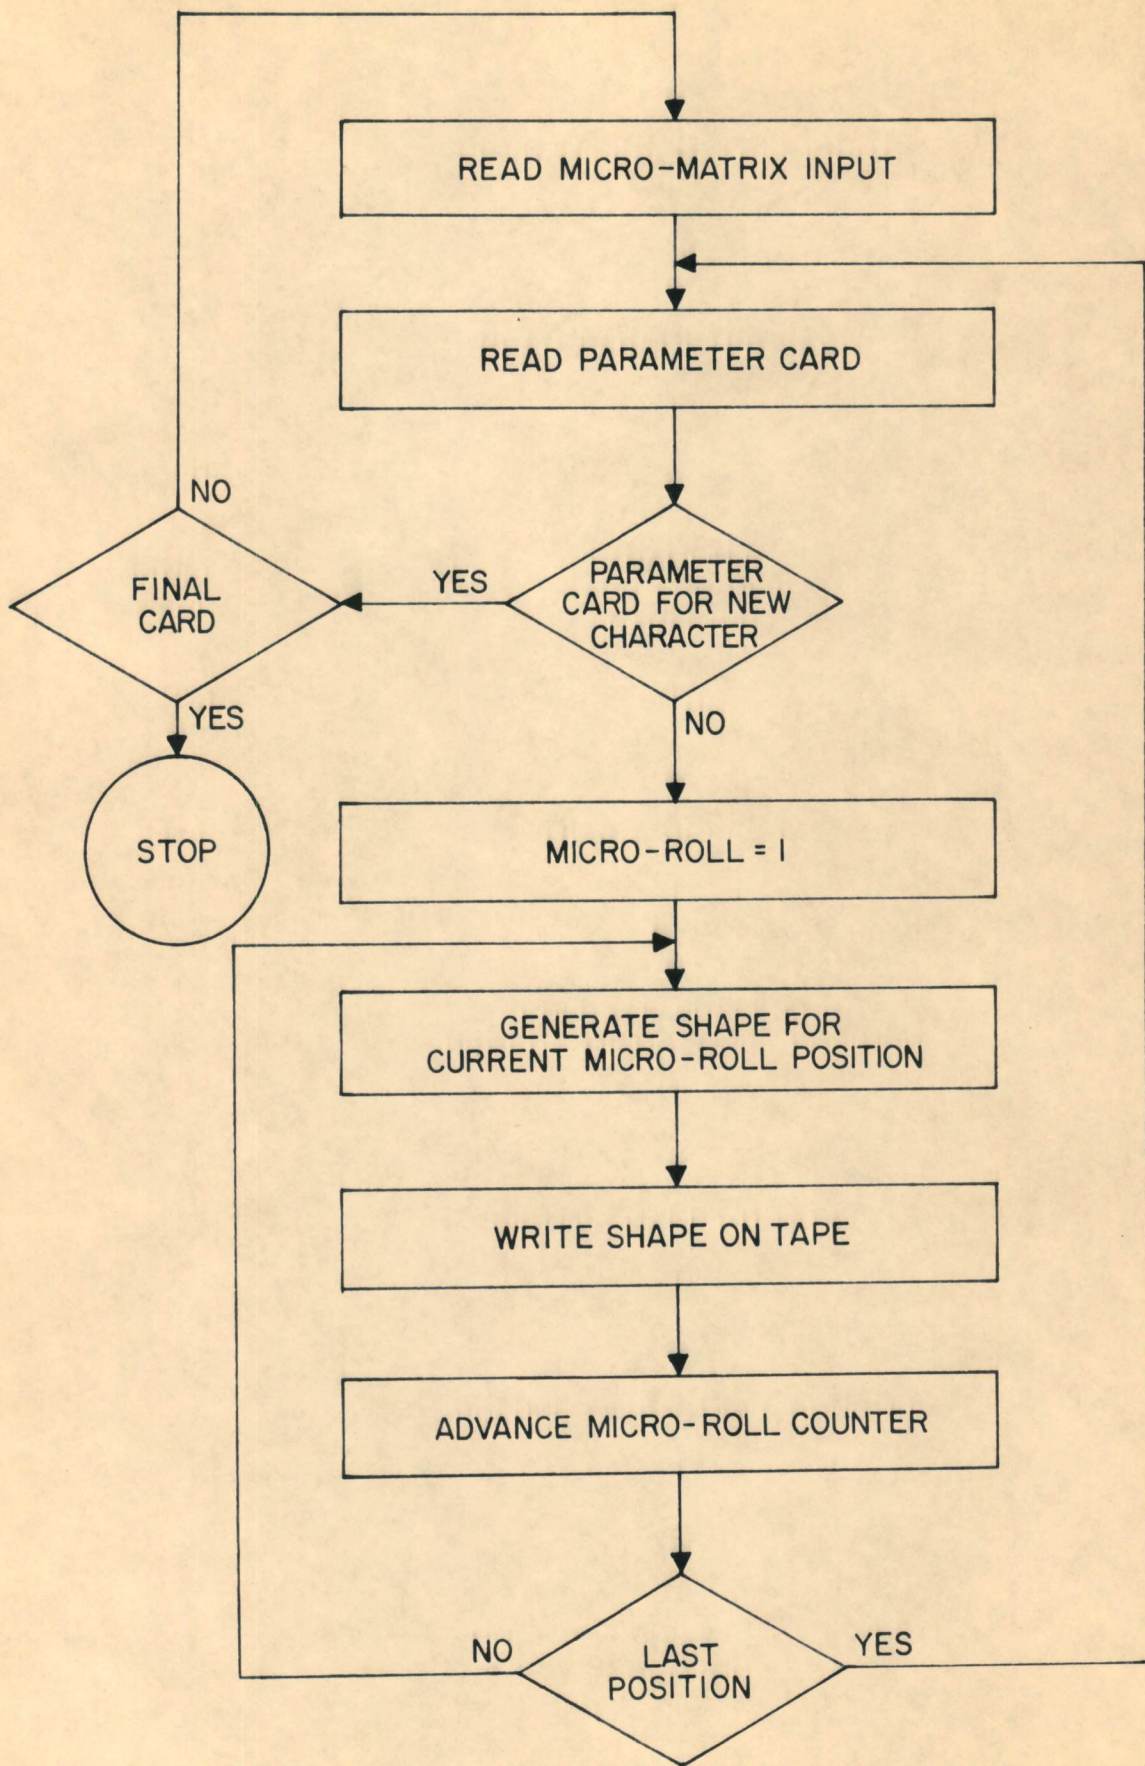 READ MICRO-MATRIX INPUT
READ PARAMETER CARD
NO
FINAL
CARD
YES
PARAMETER
CARD FOR NEW
CHARACTER
YES
NO
STOP
MICRO-ROLL = 1
GENERATE SHAPE FOR
CURRENT MICRO-ROLL POSITION
WRITE SHAPE ON TAPE
ADVANCE MICRO-ROLL COUNTER
NO
LAST
POSITION
YES